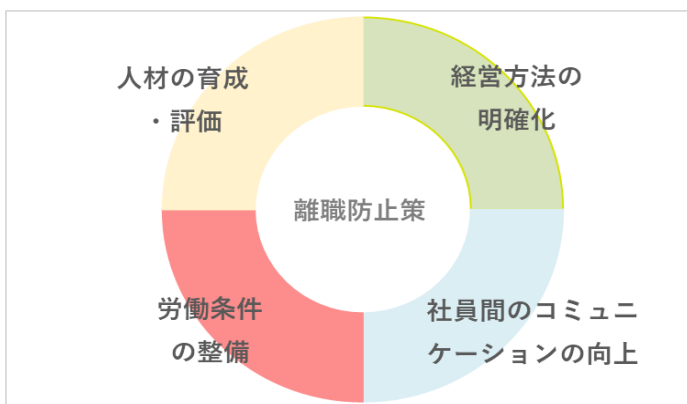 人材の育成
・評価
経営方法の
明確化
離職防止策
労働条件
の整備
社員間のコミュニ
ケーションの向上